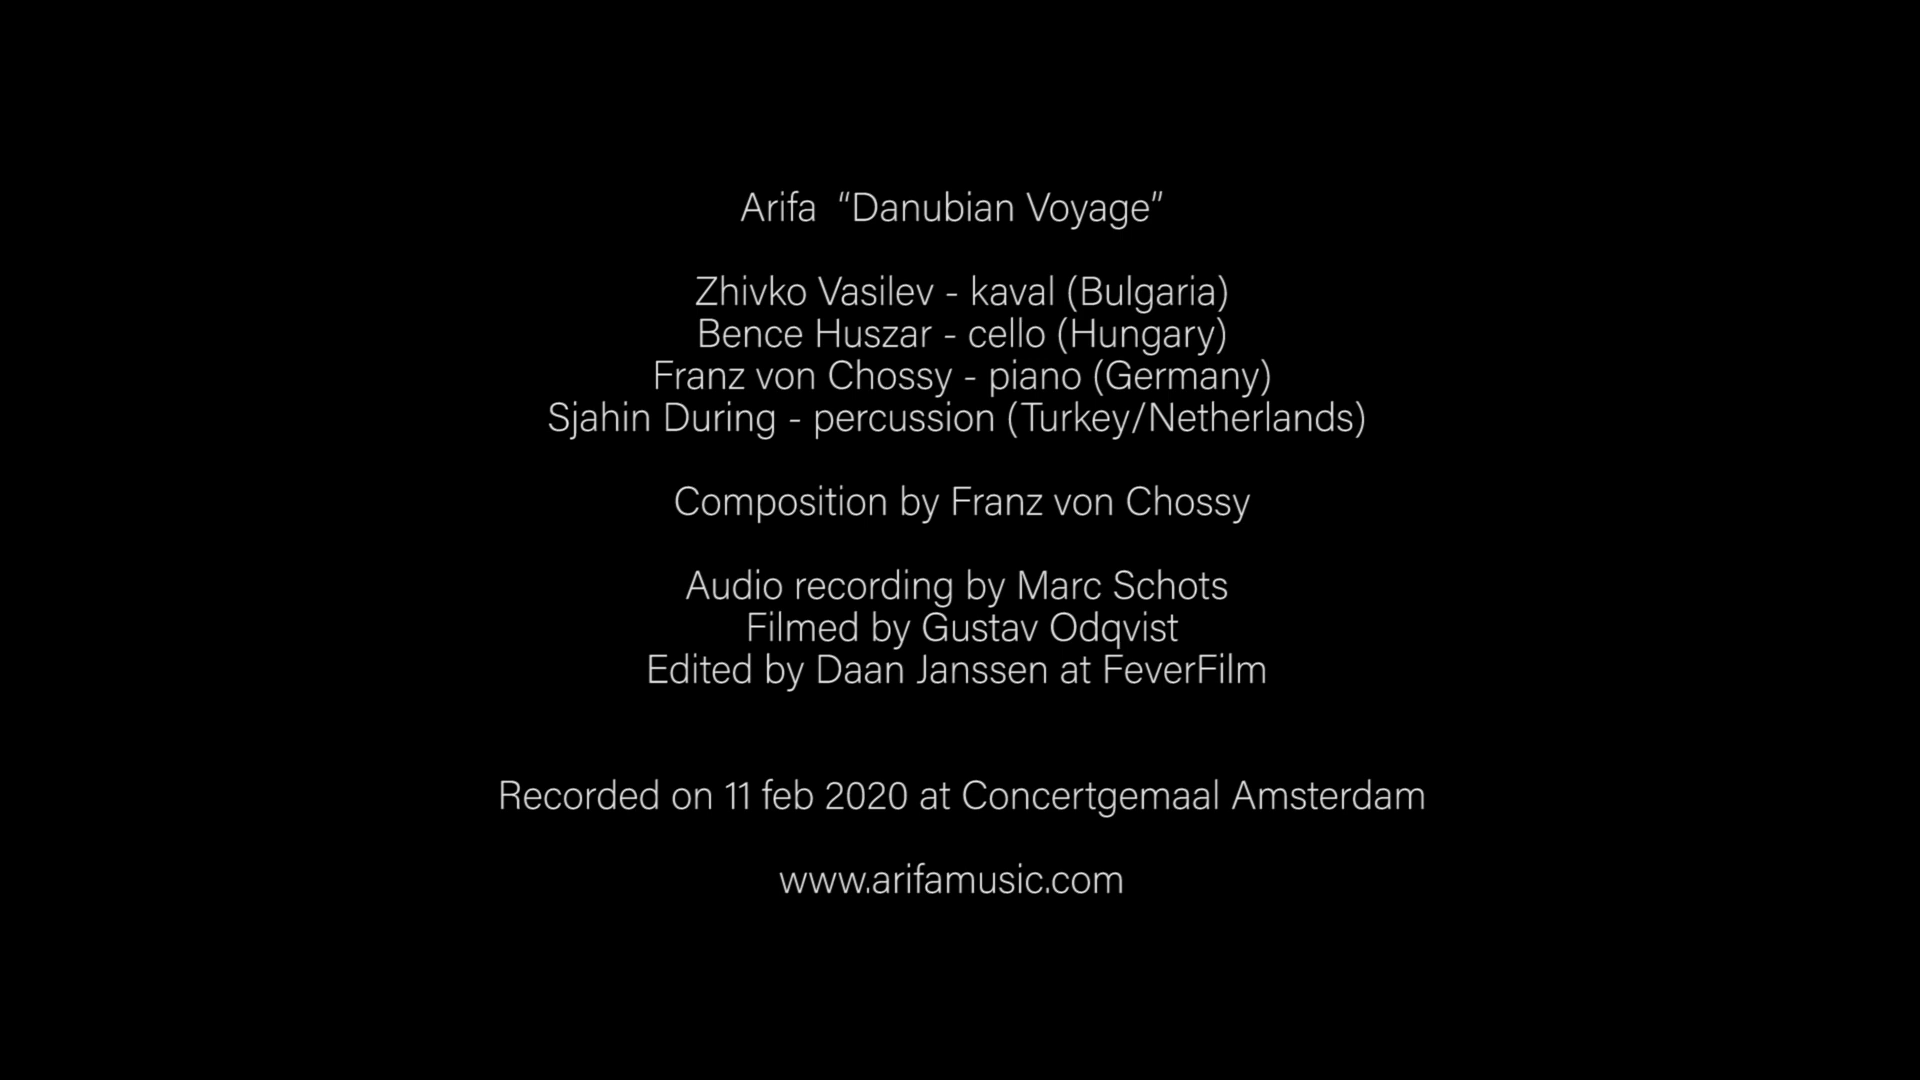 Arifa “Danubian Voyage”
Zhivko Vasilev - kaval (Bulgaria)
Bence Huszar - cello (Hungary)
Franz von Chossy - piano (Germany)
Sjahin During - percussion (Turkey/Netherlands)
Composition by Franz von Chossy
Audio recording by Marc Schots
Filmed by Gustav Odqvist
Edited by Daan Janssen at FeverFilm
Recorded on 11 feb 2020 at Concertgemaal Amsterdam
www.arifamusic.com